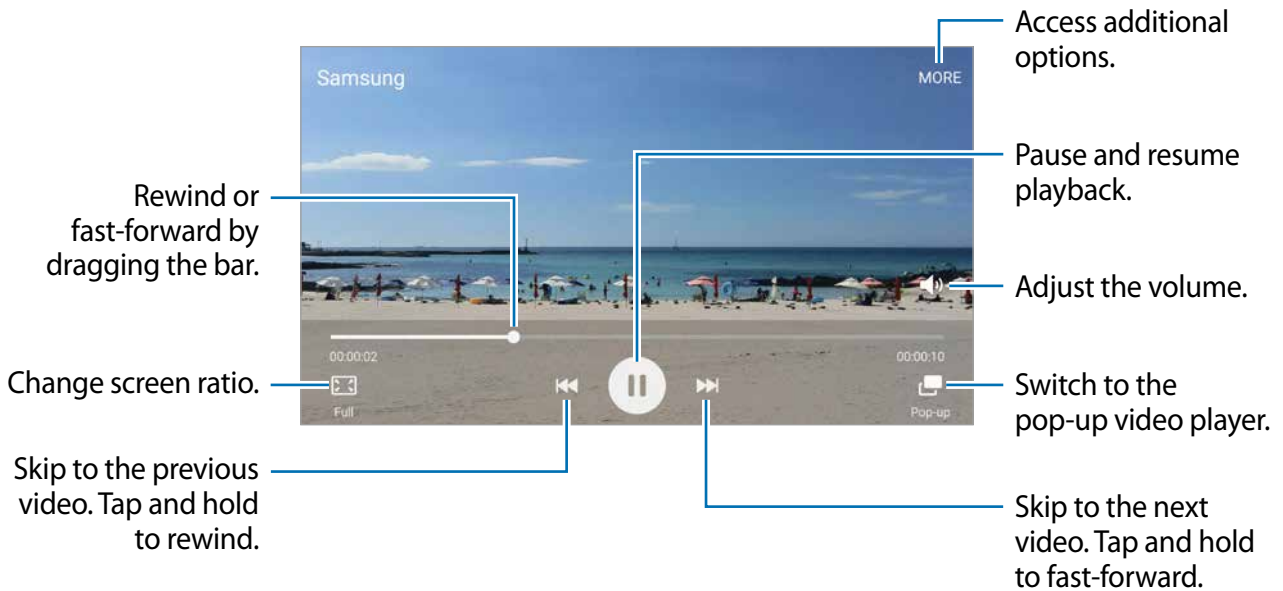 Access additional
options.
Samsung
MORE
Pause and resume
playback.
Rewind or
fast-forward by
dragging the bar.
Adjust the volume.
00:00:02
00:00:10
Change screen ratio.
Full
Pop-up
Switch to the
pop-up video player.
Skip to the previous
video. Tap and hold
to rewind.
Skip to the next
video. Tap and hold
to fast-forward.